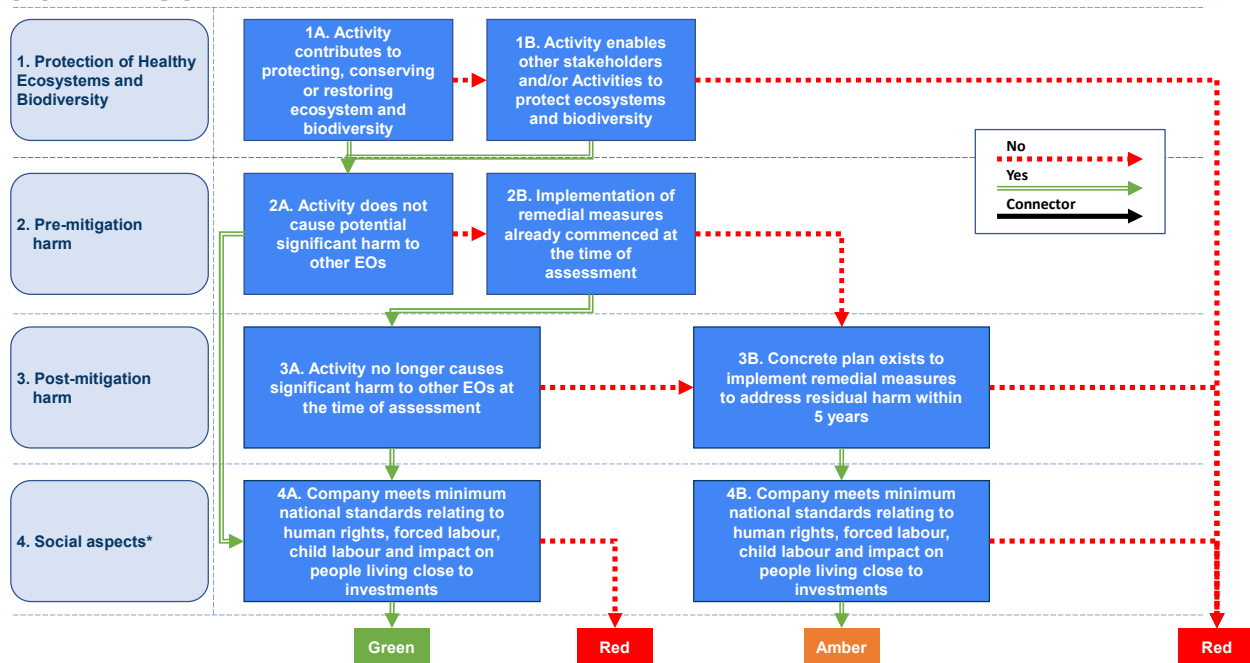 1. Protection of Healthy
Ecosystems and
Biodiversity
1A. Activity
contributes to
protecting, conserving
or restoring
ecosystem and
biodiversity
1B. Activity enables
other stakeholders
and/or Activities to
protect ecosystems
and biodiversity
No
Yes
Connector
2. Pre-mitigation
harm
2A. Activity does not
cause potential
significant harm to
other EOs
2B. Implementation of
remedial measures
already commenced at
the time of
assessment
3. Post-mitigation
harm
3A. Activity no longer causes
significant harm to other EOs at
the time of assessment
3B. Concrete plan exists to
implement remedial measures
to address residual harm within
5 years
4. Social aspects*
4A. Company meets minimum
national standards relating to
human rights, forced labour,
child labour and impact on
people living close to
investments
4B. Company meets minimum
national standards relating to
human rights, forced labour,
child labour and impact on
people living close to
investments
Green
Red
Amber
Red